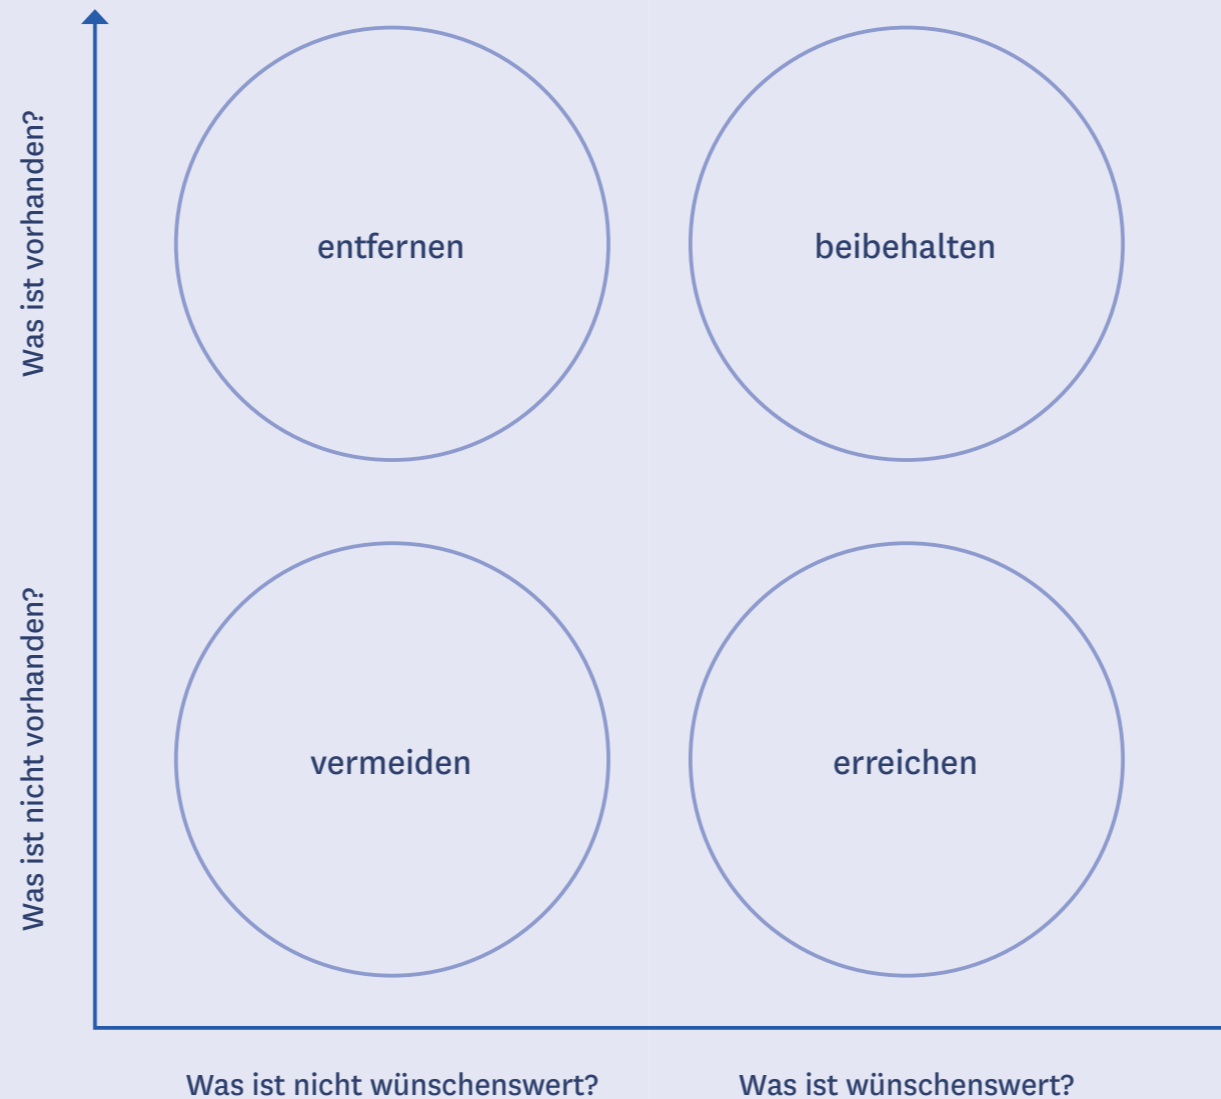 Was ist vorhanden?
entfernen
beibehalten
Was ist nicht vorhanden?
vermeiden
erreichen
Was ist nicht wünschenswert?
Was ist wünschenswert?